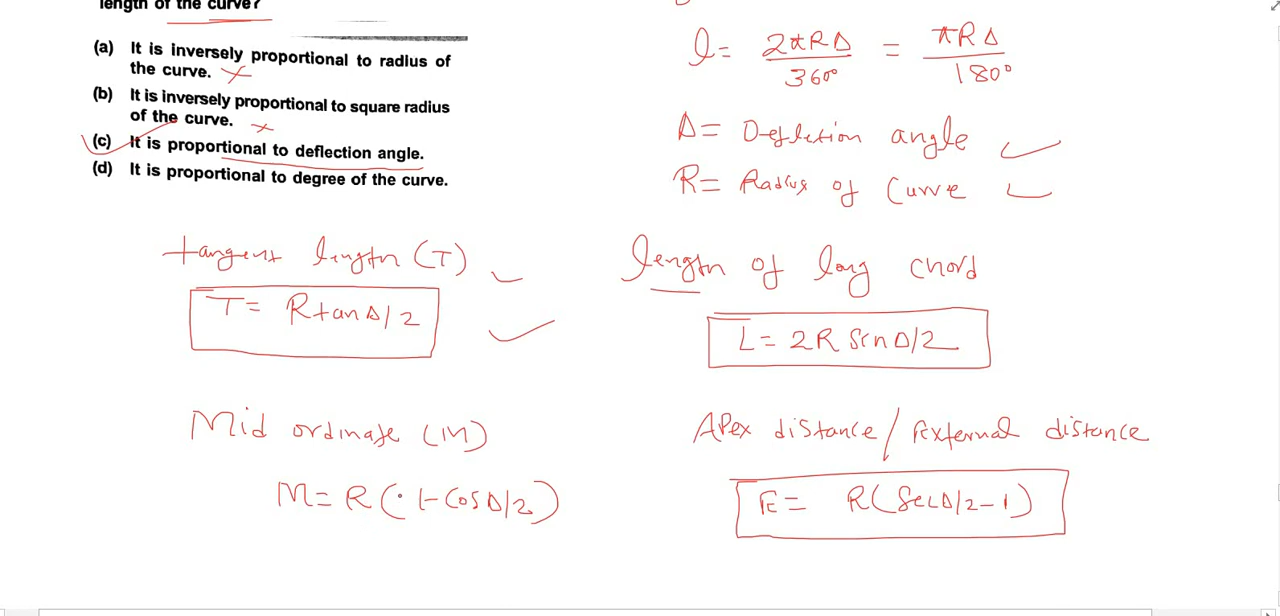 length of the curve?
(a) It is inversely proportional to radius of
the curve.
(b) It is inversely proportional to square radius
of the curve.
(c) It is proportional to deflection angle.
(d) It is proportional to degree of the curve.
l = 2πRΔ/360° = πRΔ/180°
Δ = Defletion angle
R = Radius of Curve
tangent length (T)
T = Rtan Δ/2
length of long chord
L = 2R Sin Δ/2
Mid ordinate (M)
M = R (1-Cos Δ/2)
Apex distance / External distance
E = R(Sec Δ/2-1)